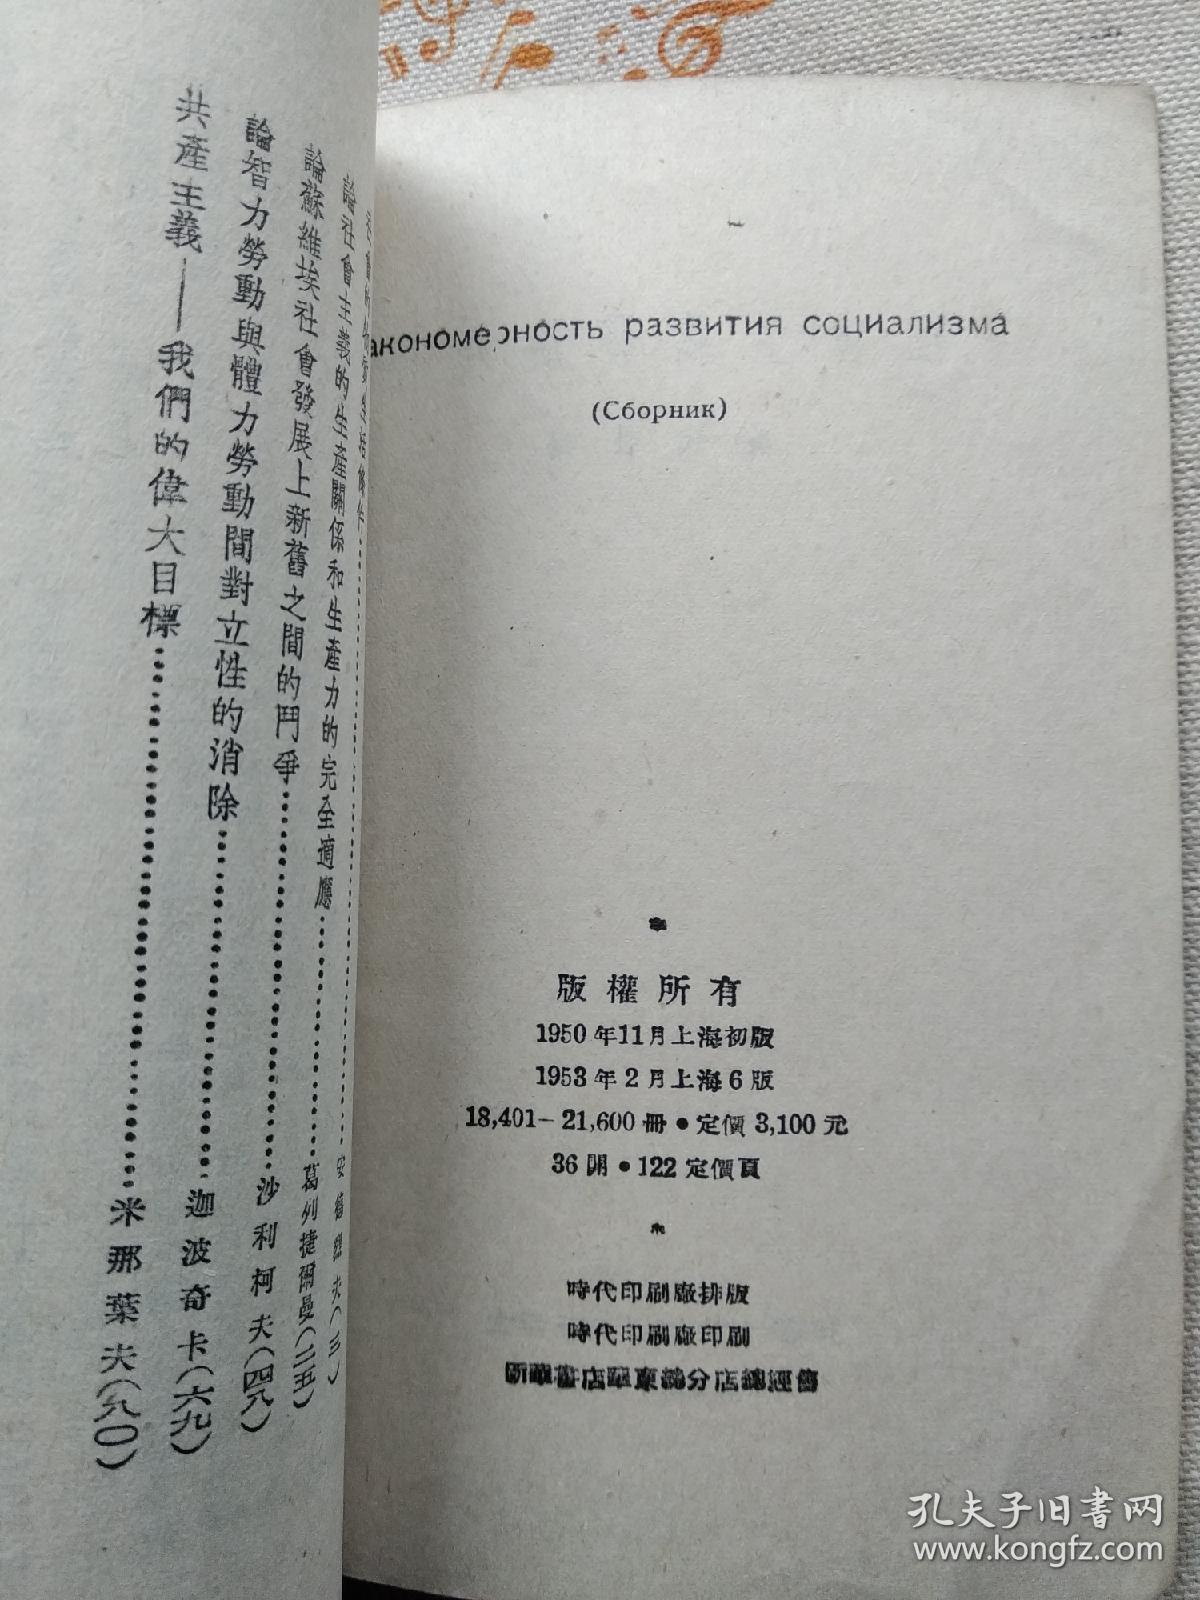 論社會主義的生產關係和生產力的完全適應
葛列捷爾曼(二五)
論蘇維埃社會發展上新舊之間的鬥爭
沙利柯夫(四八)
論智力勞動與體力勞動間對立性的消除
迦波奇卡(六九)
共產主義——我們的偉大目標
米那葉夫(九〇)
акономерность развития социализма
(Сборник)
版權所有
1950年11月上海初版
1953年2月上海6版
18,401—21,600冊•定價3,100元
36開•122定價頁
時代印刷廠排版
時代印刷廠印刷
新華書店華東總分店總經售
孔夫子旧书网
www.kongfz.com